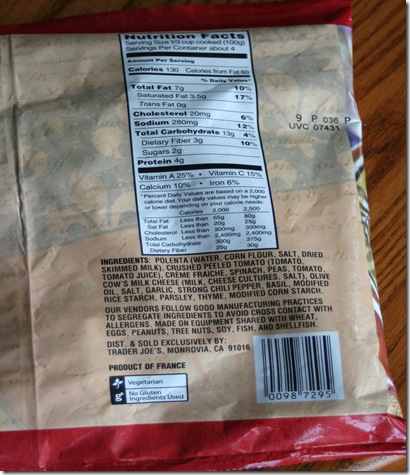 Nutrition Facts
Serving Size 1/3 cup cooked (100g)
Servings Per Container about 4
Amount Per Serving
Calories 130 Calories from Fat 60
% Daily Value*
Total Fat 7g 10%
Saturated Fat 3.5g 17%
Trans Fat 0g
Cholesterol 20mg 6%
Sodium 280mg 12%
Total Carbohydrate 13g 4%
Dietary Fiber 3g 10%
Sugars 2g
Protein 4g
Vitamin A 25% • Vitamin C 15%
Calcium 10% • Iron 6%
*Percent Daily Values are based on a 2,000
calorie diet. Your daily values may be higher
or lower depending on your calorie needs:
Calories 2,000 2,500
Total Fat Less than 65g 80g
Sat Fat Less than 20g 25g
Cholesterol Less than 300mg 300mg
Sodium Less than 2,400mg 2,400mg
Total Carbohydrate 300g 375g
Dietary Fiber 25g 30g
9 P 036 P
UVC 07431
INGREDIENTS: POLENTA (WATER, CORN FLOUR, SALT, DRIED
SKIMMED MILK), CRUSHED PEELED TOMATO (TOMATO,
TOMATO JUICE), CREME FRAICHE, SPINACH, PEAS, TOMATO,
COW'S MILK CHEESE (MILK, CHEESE CULTURES, SALT), OLIVE
OIL, SALT, GARLIC, STRONG CHILI PEPPER, BASIL, MODIFIED
RICE STARCH, PARSLEY, THYME, MODIFIED CORN STARCH.
OUR VENDORS FOLLOW GOOD MANUFACTURING PRACTICES
TO SEGREGATE INGREDIENTS TO AVOID CROSS CONTACT WITH
ALLERGENS. MADE ON EQUIPMENT SHARED WITH WHEAT,
EGGS, PEANUTS, TREE NUTS, SOY, FISH, AND SHELLFISH.
DIST. & SOLD EXCLUSIVELY BY:
TRADER JOE'S, MONROVIA, CA 91016
PRODUCT OF FRANCE
Vegetarian
g No Gluten
Ingredients Used
0098 7295